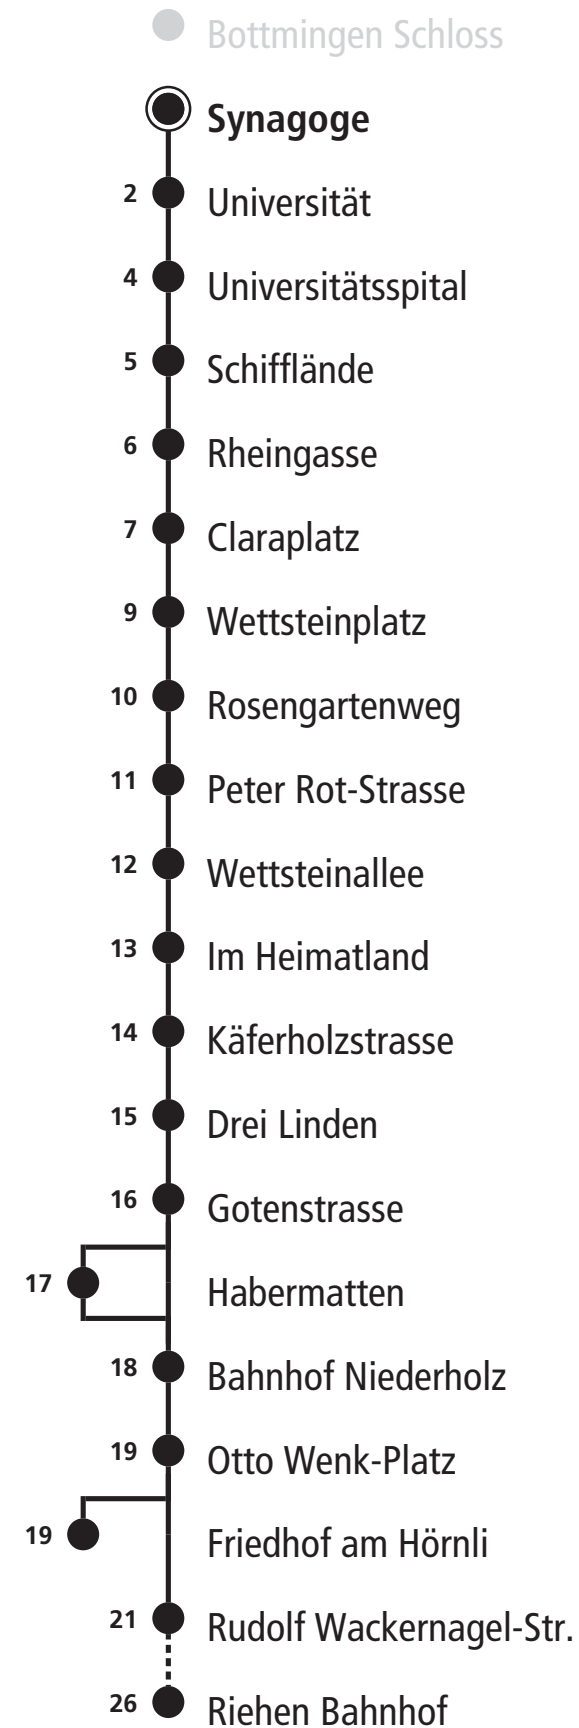 Bottmingen Schloss
Synagoge
2 Universität
4 Universitätsspital
5 Schifflände
6 Rheingasse
7 Claraplatz
9 Wettsteinplatz
10 Rosengartenweg
11 Peter Rot-Strasse
12 Wettsteinallee
13 Im Heimatland
14 Käferholzstrasse
15 Drei Linden
16 Gotenstrasse
17 Habermatten
18 Bahnhof Niederholz
19 Otto Wenk-Platz
19 Friedhof am Hörnli
21 Rudolf Wackernagel-Str.
26 Riehen Bahnhof